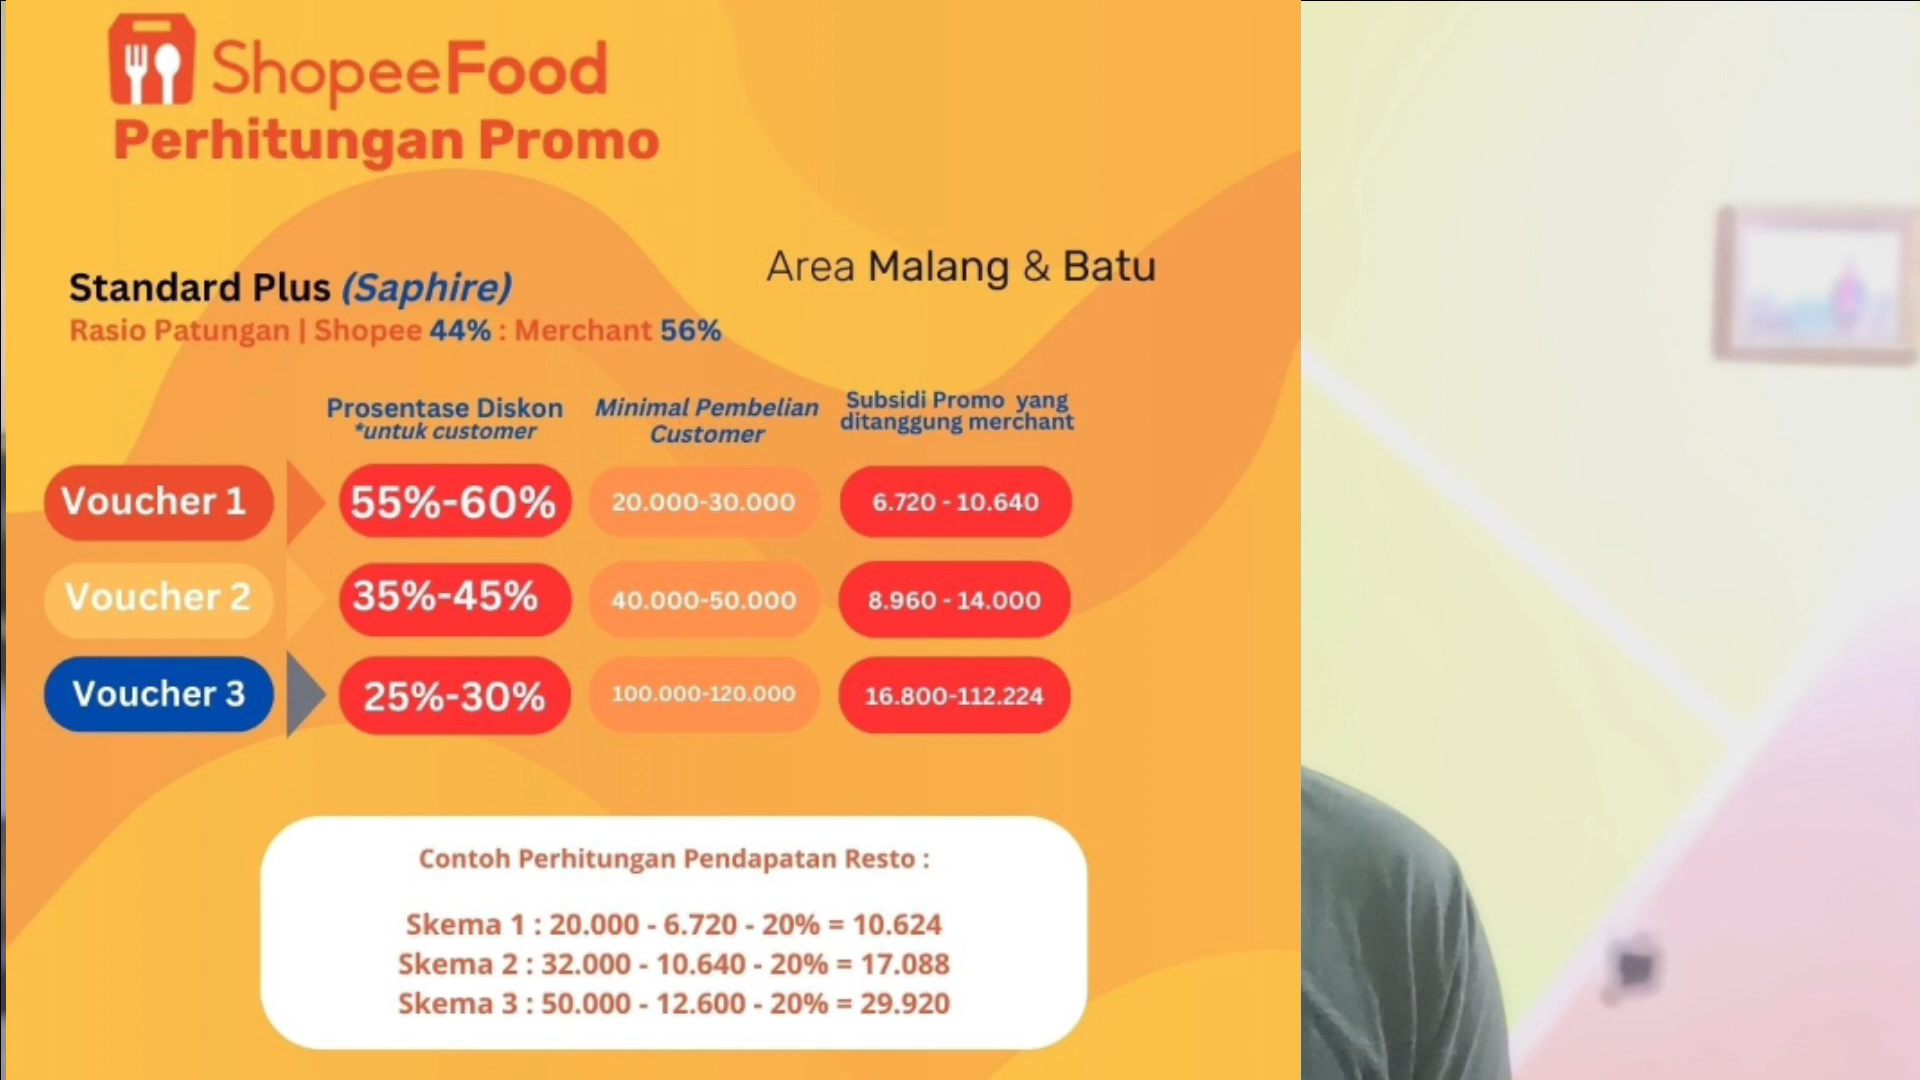 ShopeeFood
Perhitungan Promo
Area Malang & Batu
Standard Plus (Saphire)
Rasio Patungan | Shopee 44% : Merchant 56%
Prosentase Diskon
*untuk customer
Minimal Pembelian
Customer
Subsidi Promo yang
ditanggung merchant
Voucher 1 55%-60% 20.000-30.000 6.720 - 10.640
Voucher 2 35%-45% 40.000-50.000 8.960 - 14.000
Voucher 3 25%-30% 100.000-120.000 16.800-112.224
Contoh Perhitungan Pendapatan Resto :
Skema 1 : 20.000 - 6.720 - 20% = 10.624
Skema 2 : 32.000 - 10.640 - 20% = 17.088
Skema 3 : 50.000 - 12.600 - 20% = 29.920